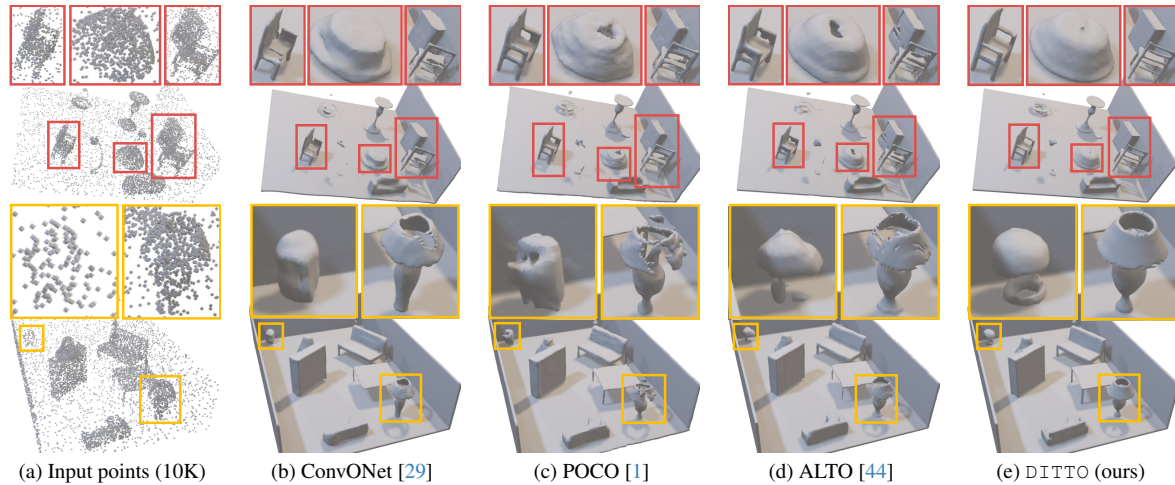 (a) Input points (10K) (b) ConvONet [29] (c) POCO [1] (d) ALTO [44] (e) DITTO (ours)